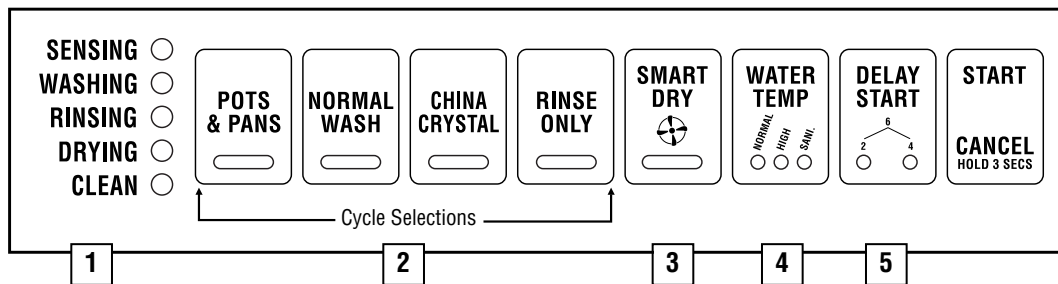 SENSING
WASHING
RINSING
DRYING
CLEAN
POTS
& PANS
NORMAL
WASH
CHINA
CRYSTAL
RINSE
ONLY
SMART
DRY
WATER
TEMP
NORMAL
HIGH
SANI.
DELAY
START
6
2
4
START
CANCEL
HOLD 3 SECS
Cycle Selections
1
2
3
4
5